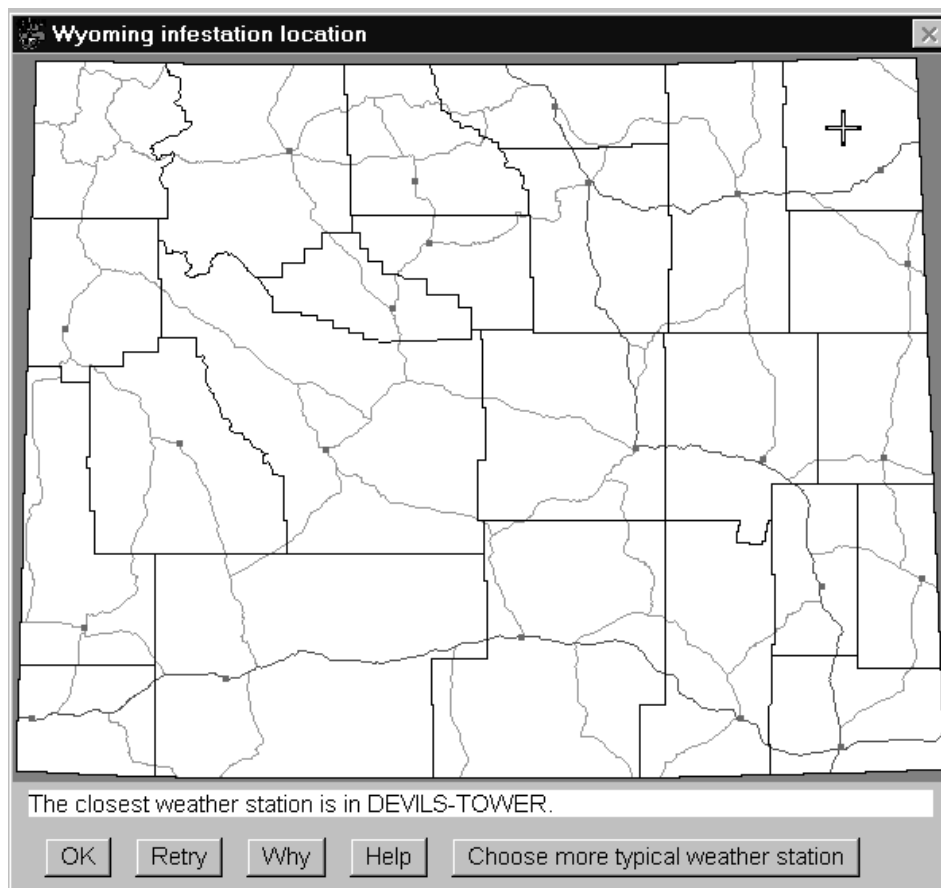 Wyoming infestation location
The closest weather station is in DEVILS-TOWER.
OK Retry Why Help Choose more typical weather station